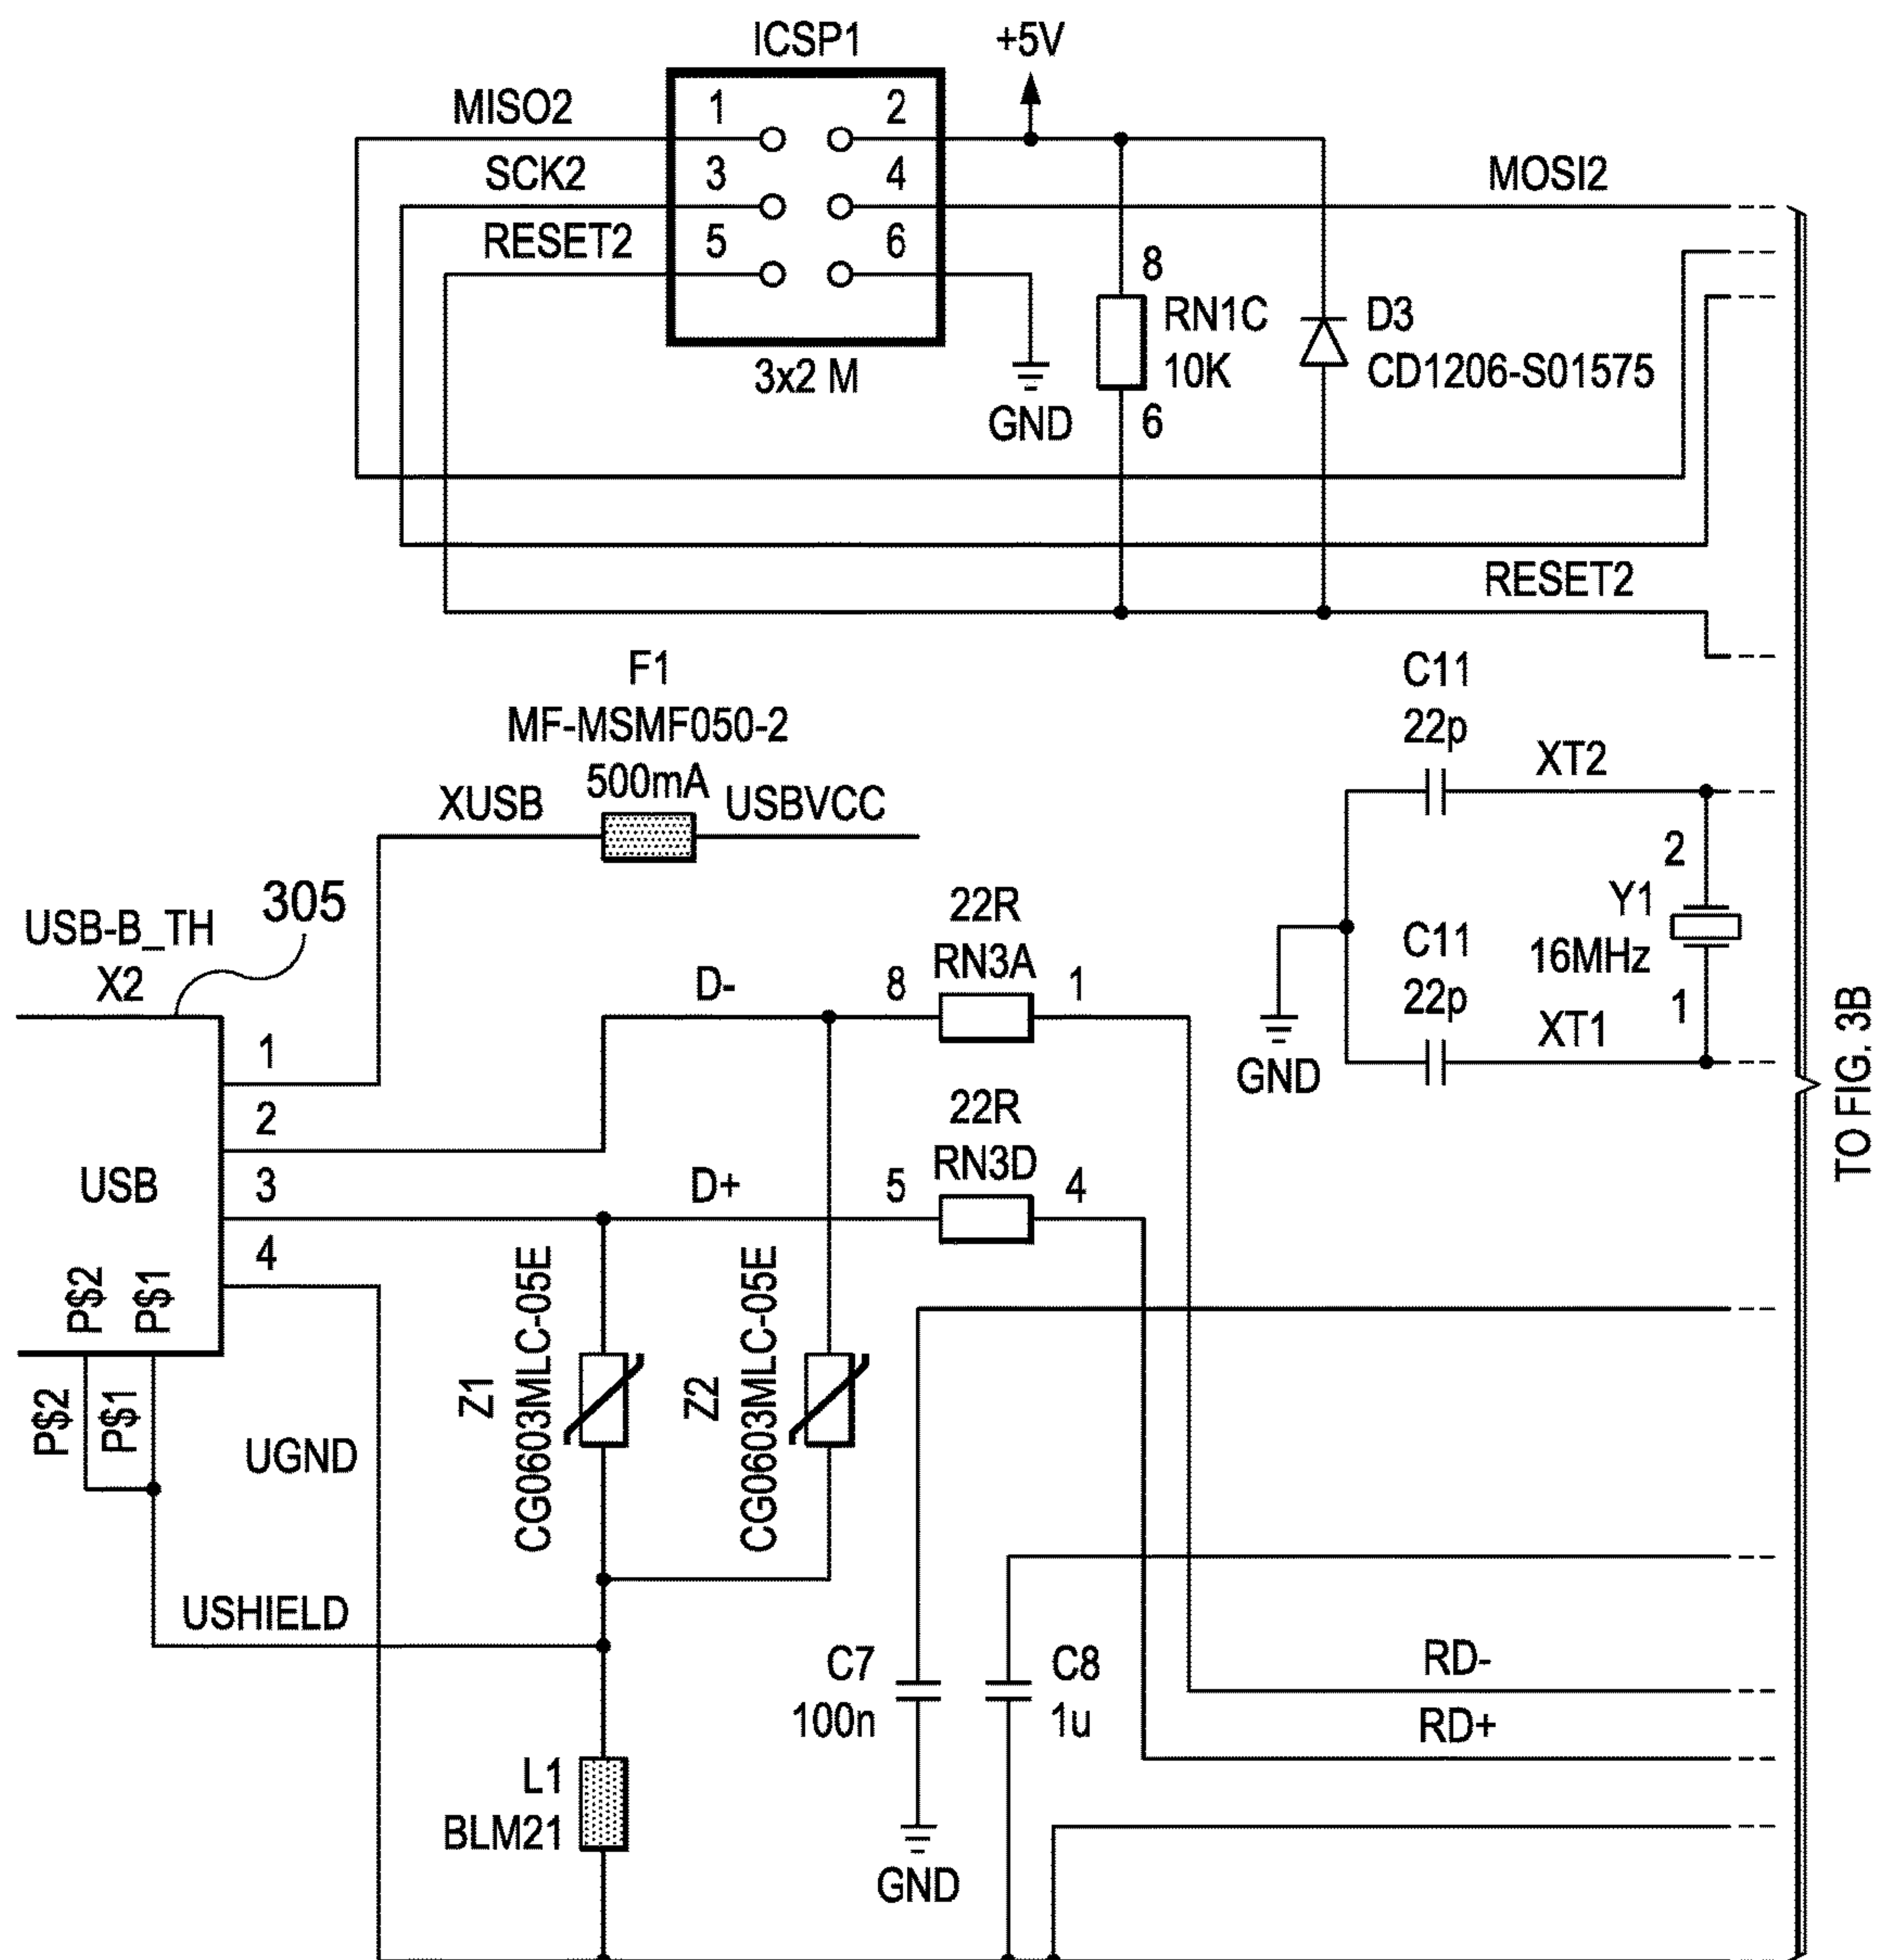 ICSP1
+5V
MISO2
1
2
SCK2
3
4
MOSI2
RESET2
5
6
3x2 M
GND
8
RN1C
10K
6
D3
CD1206-S01575
RESET2
F1
MF-MSMF050-2
500mA
XUSB
USBVCC
C11
22p
XT2
2
Y1
16MHz
1
C11
22p
XT1
GND
305
USB-B_TH
X2
22R
RN3A
D-
8
1
22R
RN3D
D+
5
4
1
2
3
4
USB
P$2
P$1
P$2
P$1
UGND
Z1
CG0603MLC-05E
Z2
CG0603MLC-05E
USHIELD
C7
100n
C8
1u
RD-
RD+
L1
BLM21
GND
TO FIG. 3B